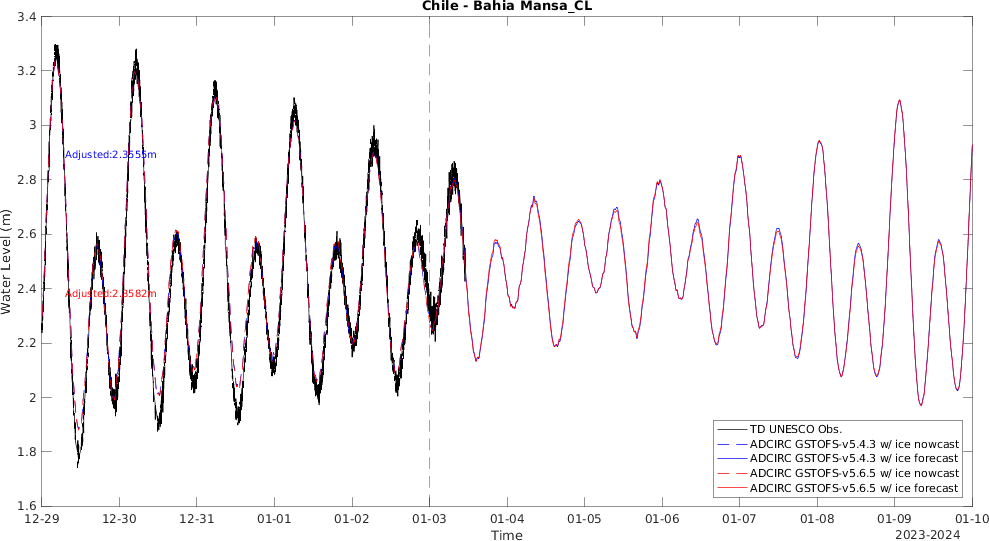 Chile - Bahia Mansa_CL
Water Level (m)
3.4
3.2
3
2.8
2.6
2.4
2.2
2
1.8
1.6
Adjusted:2.3555m
Adjusted:2.3582m
TD UNESCO Obs.
ADCIRC GSTOFS-v5.4.3 w/ ice nowcast
ADCIRC GSTOFS-v5.4.3 w/ ice forecast
ADCIRC GSTOFS-v5.6.5 w/ ice nowcast
ADCIRC GSTOFS-v5.6.5 w/ ice forecast
12-29 12-30 12-31 01-01 01-02 01-03 01-04 01-05 01-06 01-07 01-08 01-09 01-10
Time
2023-2024